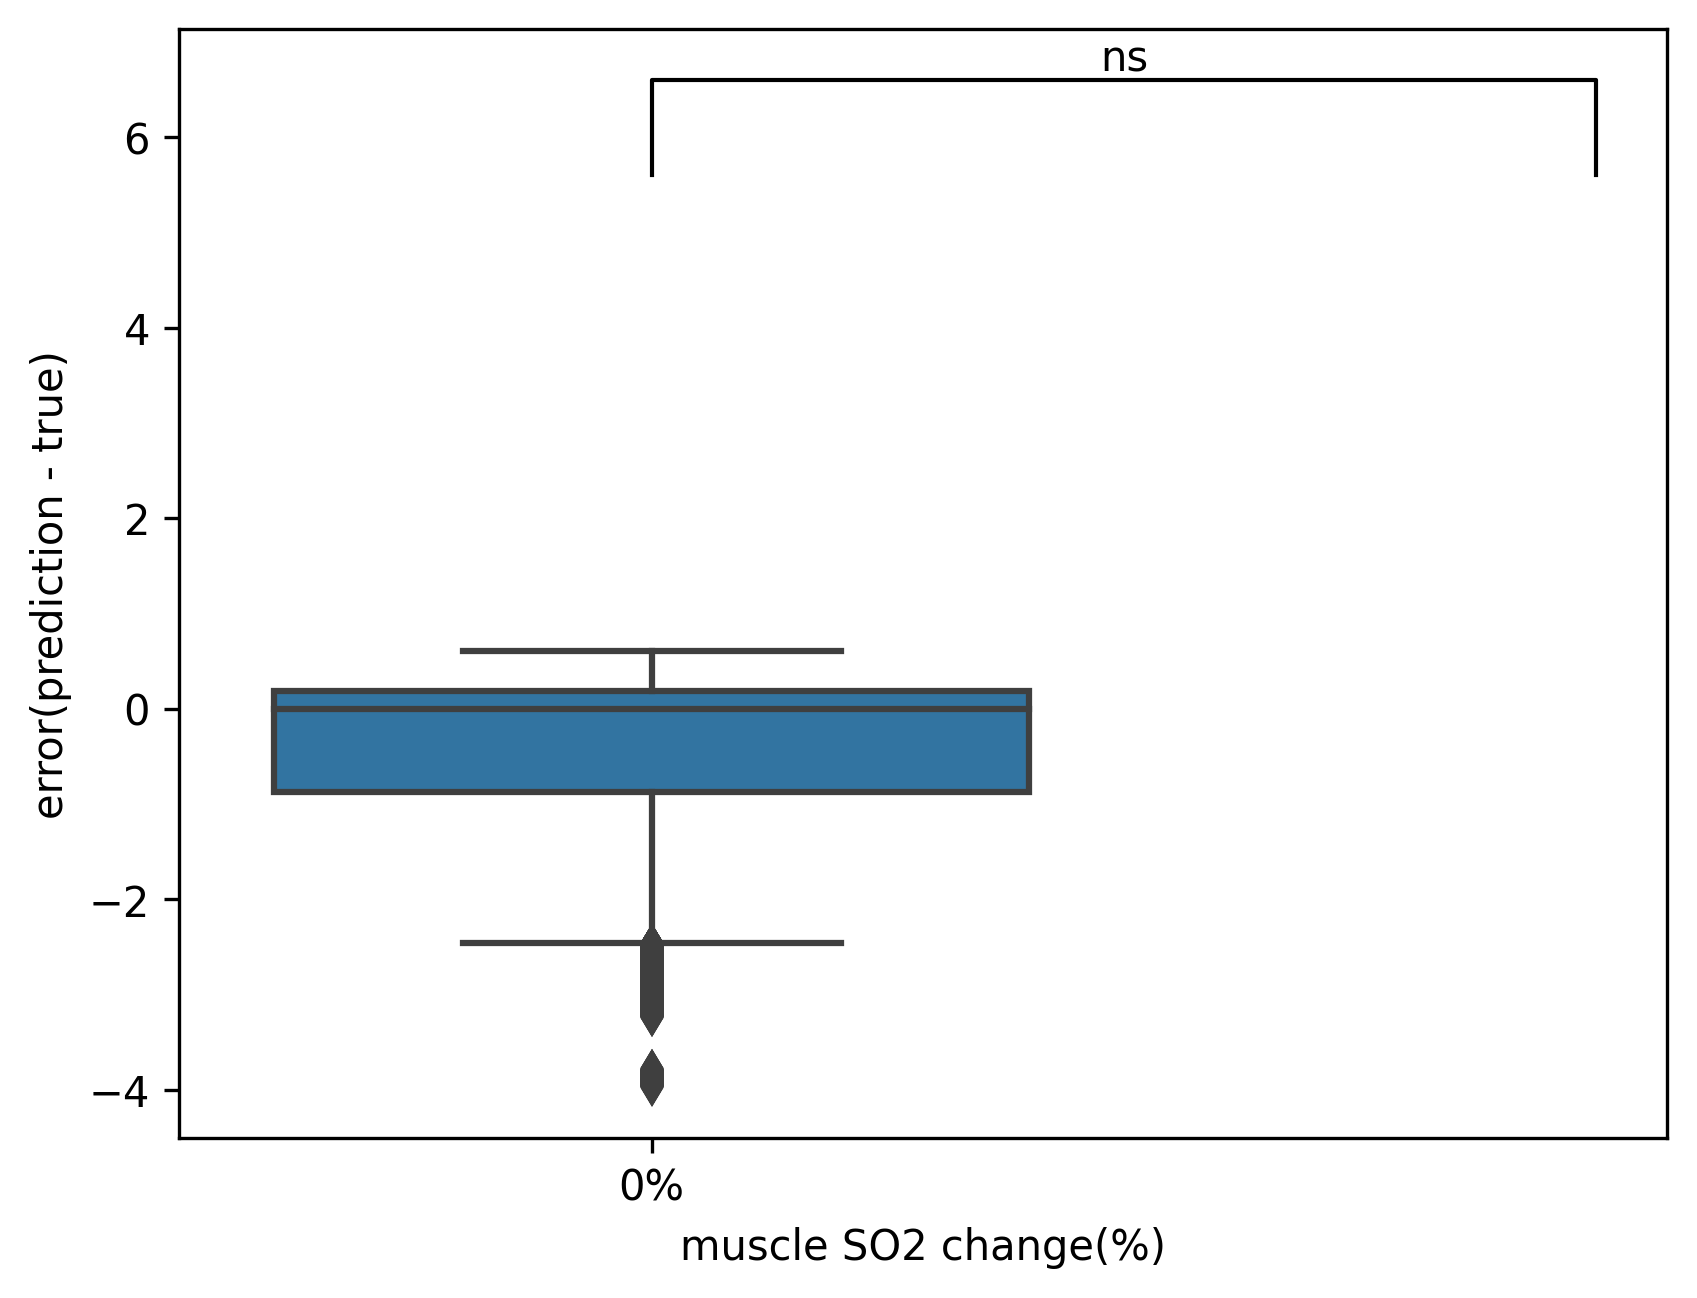 ns
6
4
2
0
−2
−4
error(prediction - true)
0%
muscle SO2 change(%)